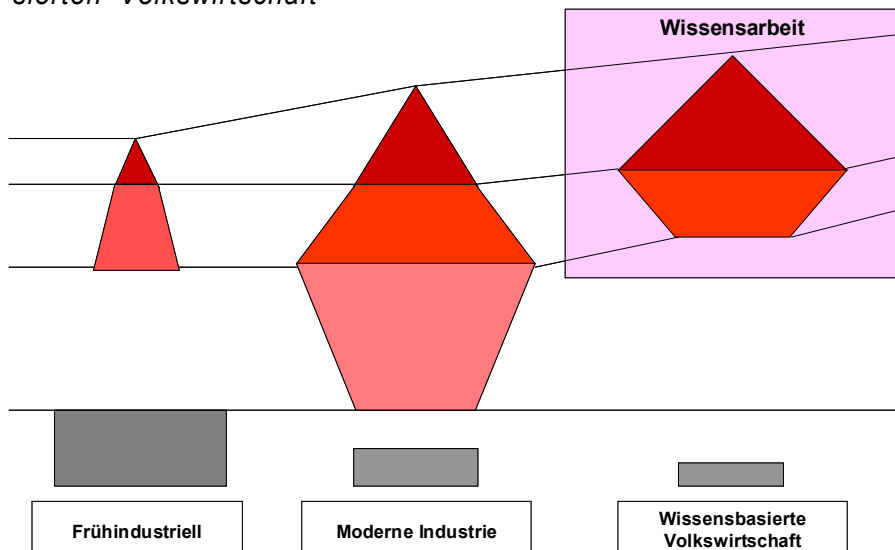 sierten Volkswirtschaft
Wissensarbeit
Frühindustriell
Moderne Industrie
Wissensbasierte
Volkswirtschaft